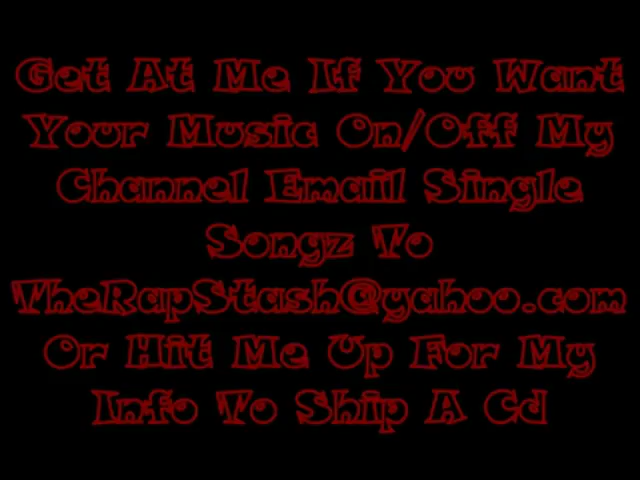 Get At Me If You Want
Your Music On/Off My
Channel Email Single
Songz To
TheRapStash@yahoo.com
Or Hit Me Up For My
Info To Ship A Cd